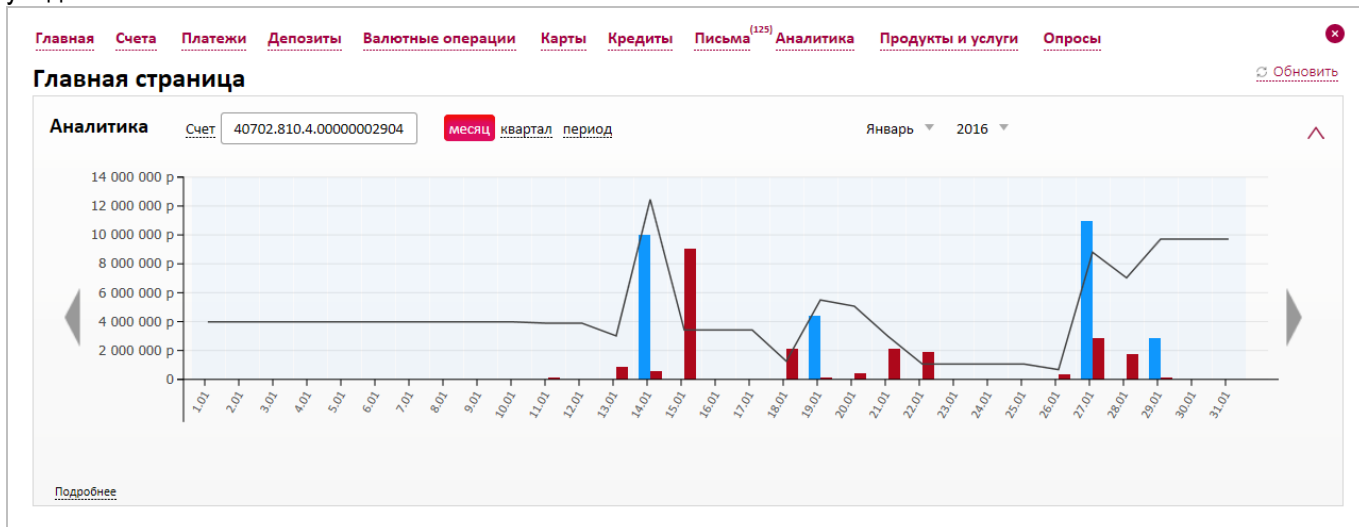 Главная Счета Платежи Депозиты Валютные операции Карты Кредиты Письма (125) Аналитика Продукты и услуги Опросы
Главная страница
Обновить
Аналитика Счет 40702.810.4.00000002904 месяц квартал период Январь 2016
14 000 000 р
12 000 000 р
10 000 000 р
8 000 000 р
6 000 000 р
4 000 000 р
2 000 000 р
0
1.01 2.01 3.01 4.01 5.01 6.01 7.01 8.01 9.01 10.01 11.01 12.01 13.01 14.01 15.01 16.01 17.01 18.01 19.01 20.01 21.01 22.01 23.01 24.01 25.01 26.01 27.01 28.01 29.01 30.01 31.01
Подробнее